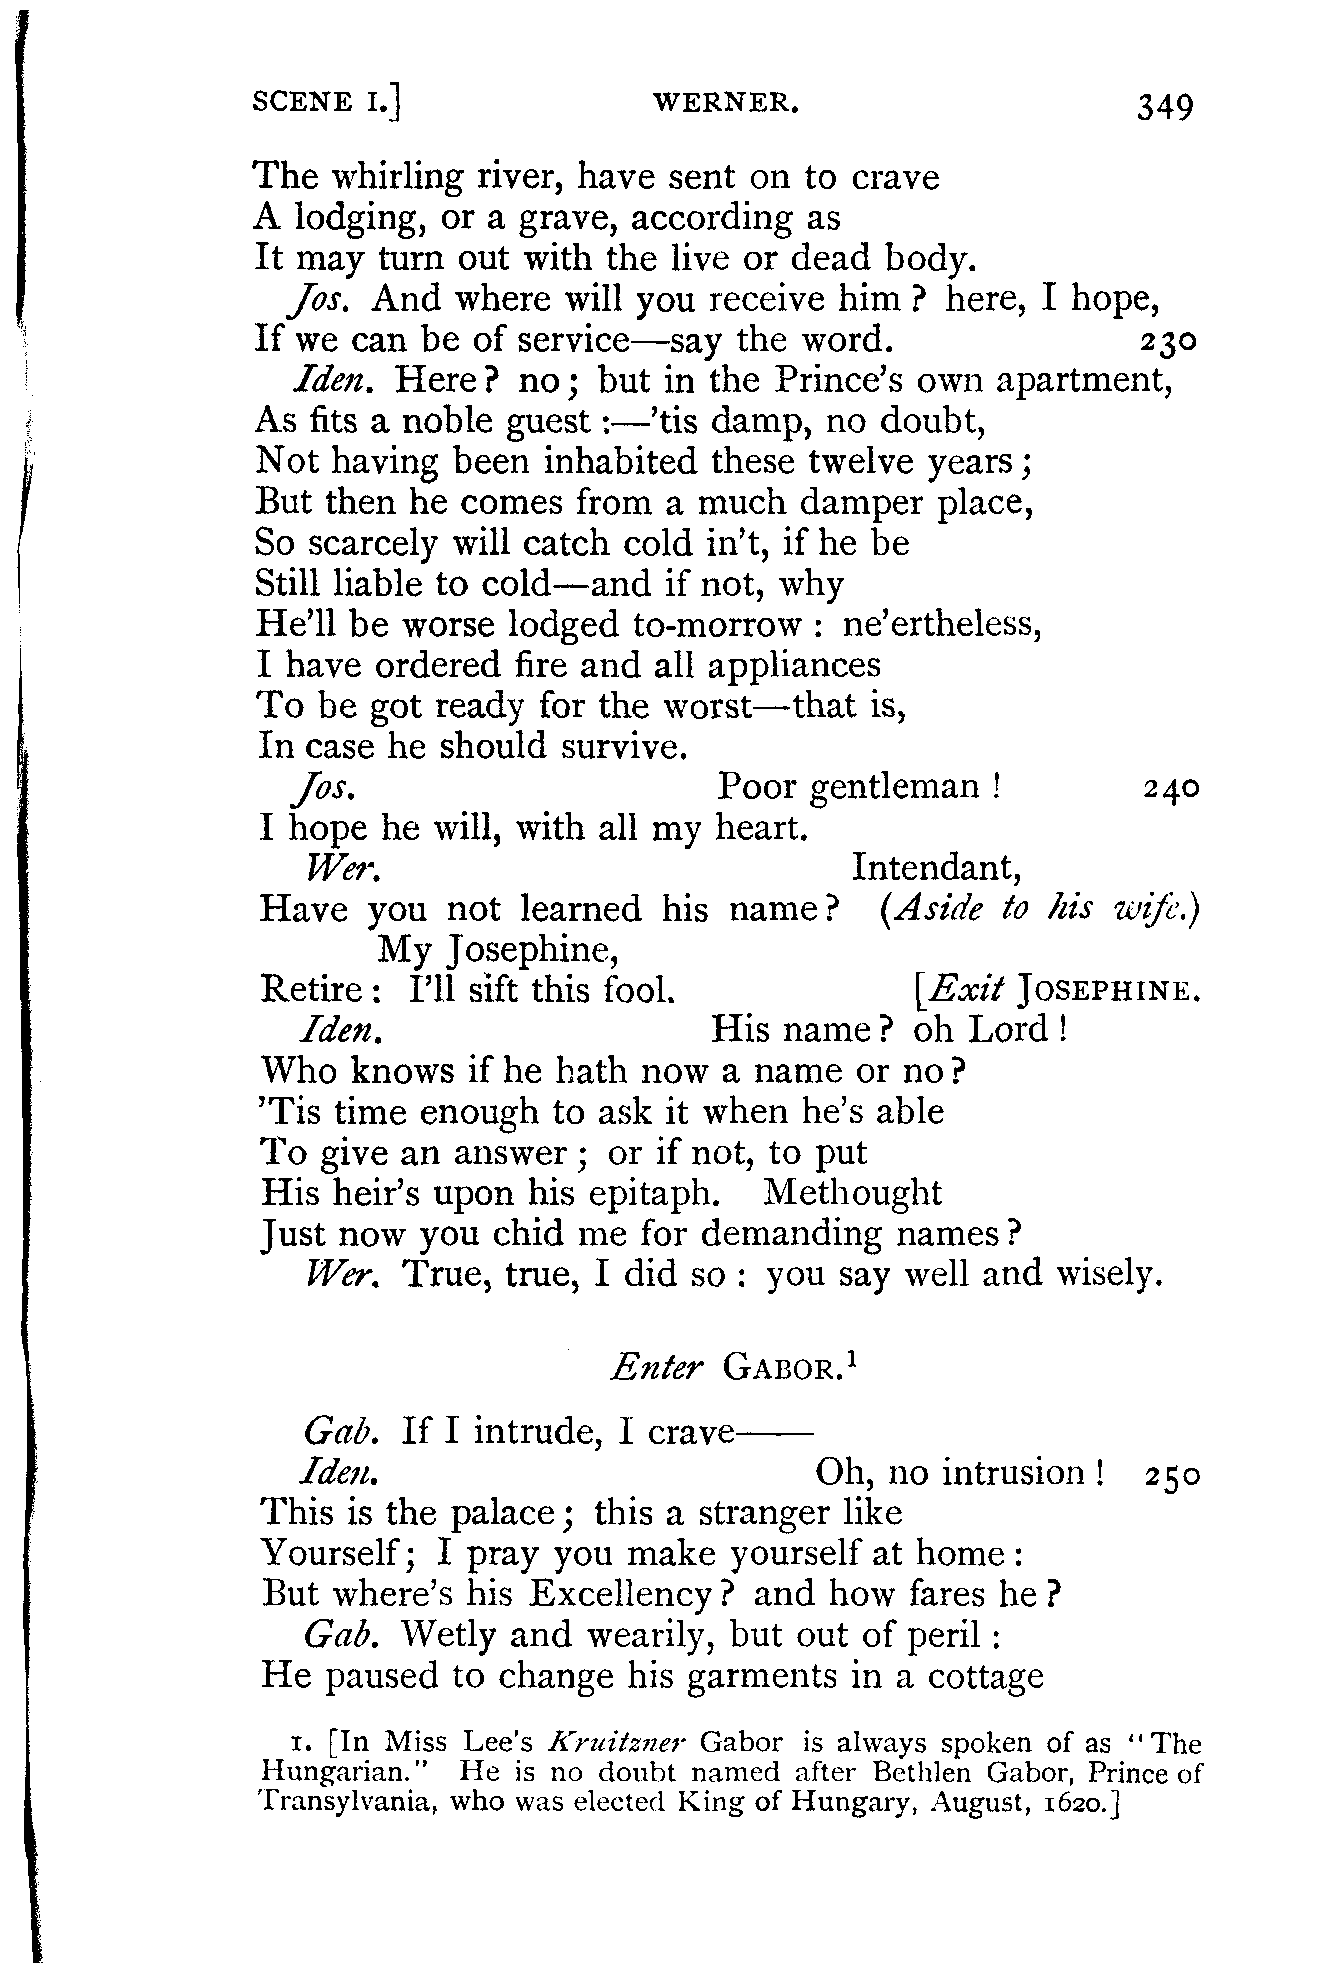 SCENE I.] WERNER. 349
The whirling river, have sent on to crave
A lodging, or a grave, according as
It may turn out with the live or dead body.
Jos. And where will you receive him? here, I hope,
If we can be of service—say the word. 230
Iden. Here? no; but in the Prince's own apartment,
As fits a noble guest:—'tis damp, no doubt,
Not having been inhabited these twelve years;
But then he comes from a much damper place,
So scarcely will catch cold in't, if he be
Still liable to cold—and if not, why
He'll be worse lodged to-morrow: ne'ertheless,
I have ordered fire and all appliances
To be got ready for the worst—that is,
In case he should survive.
Jos. Poor gentleman! 240
I hope he will, with all my heart.
Wer. Intendant,
Have you not learned his name? (Aside to his wife.)
My Josephine,
Retire: I'll sift this fool. [Exit JOSEPHINE.
Iden. His name? oh Lord!
Who knows if he hath now a name or no?
'Tis time enough to ask it when he's able
To give an answer; or if not, to put
His heir's upon his epitaph. Methought
Just now you chid me for demanding names?
Wer. True, true, I did so: you say well and wisely.
Enter GABOR.¹
Gab. If I intrude, I crave——
Iden. Oh, no intrusion! 250
This is the palace; this a stranger like
Yourself; I pray you make yourself at home:
But where's his Excellency? and how fares he?
Gab. Wetly and wearily, but out of peril:
He paused to change his garments in a cottage
1. [In Miss Lee's Kruitzner Gabor is always spoken of as "The
Hungarian." He is no doubt named after Bethlen Gabor, Prince of
Transylvania, who was elected King of Hungary, August, 1620.]